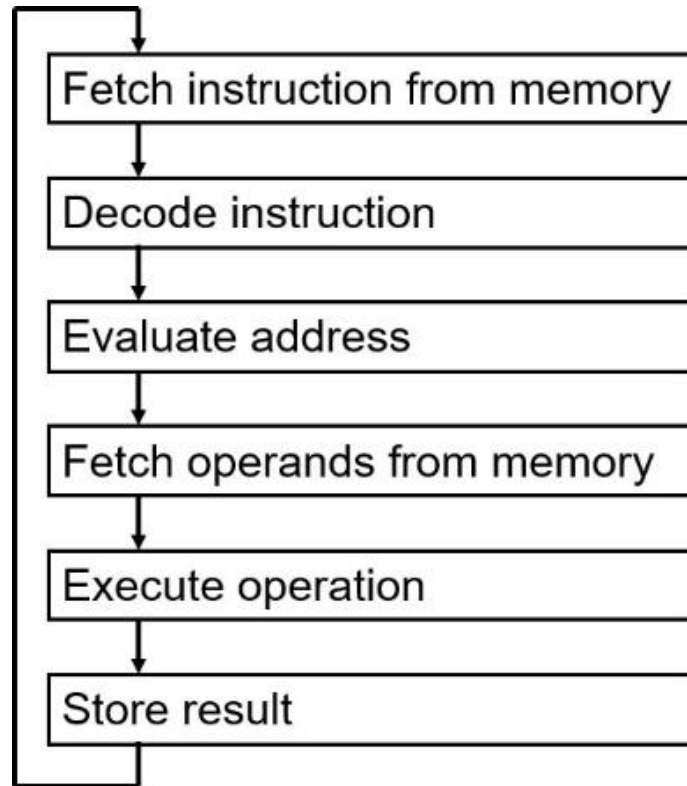 Fetch instruction from memory
Decode instruction
Evaluate address
Fetch operands from memory
Execute operation
Store result